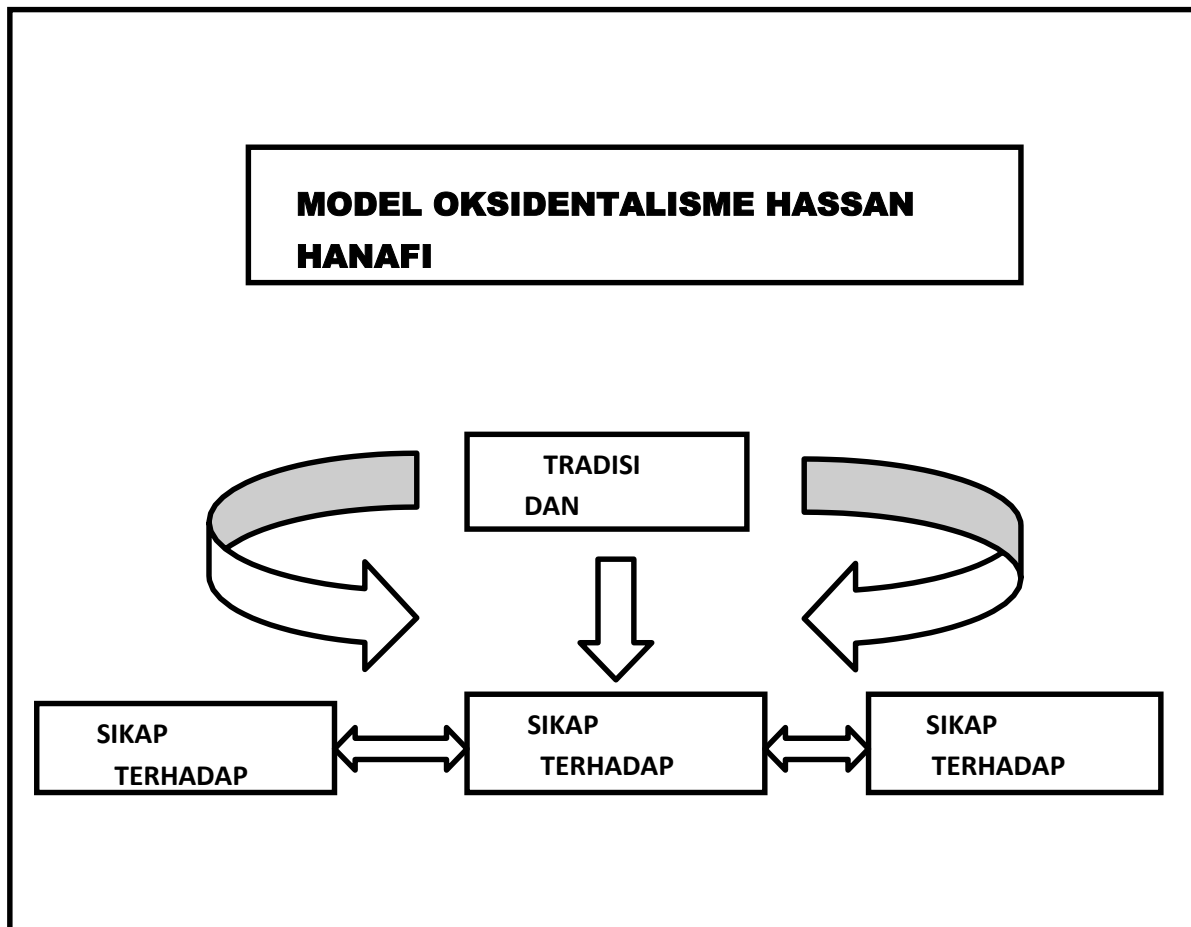 MODEL OKSIDENTALISME HASSAN
HANAFI
TRADISI
DAN
SIKAP
TERHADAP
SIKAP
TERHADAP
SIKAP
TERHADAP